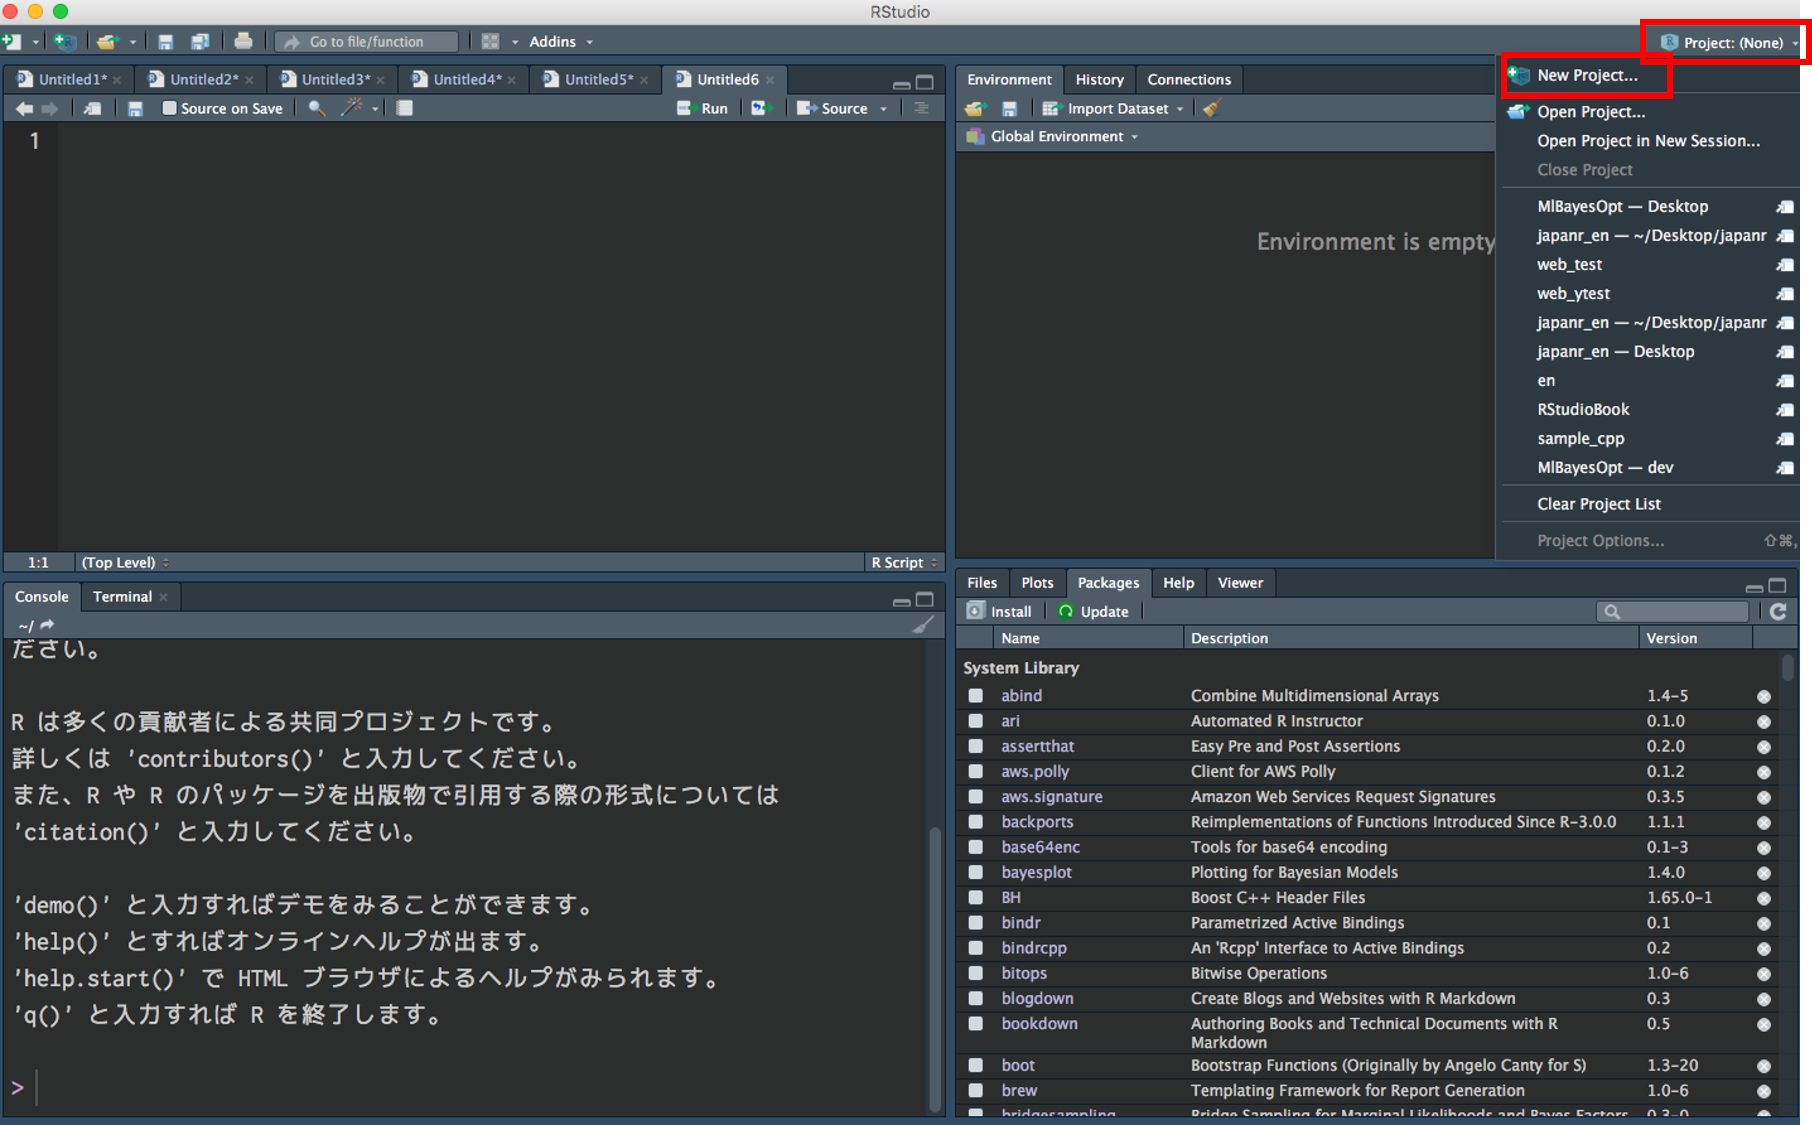 RStudio
Go to file/function
Addins
Project: (None)
Untitled1*
Untitled2*
Untitled3*
Untitled4*
Untitled5*
Untitled6
Source on Save
Run
Source
1
1:1
(Top Level)
R Script
Environment
History
Connections
Import Dataset
Global Environment
Environment is empty
New Project...
Open Project...
Open Project in New Session...
Close Project
MlBayesOpt — Desktop
japanr_en — ~/Desktop/japanr
web_test
web_ytest
japanr_en — ~/Desktop/japanr
japanr_en — Desktop
en
RStudioBook
sample_cpp
MlBayesOpt — dev
Clear Project List
Project Options... ⇧⌘,
Console
Terminal
~/
ださい。
R は多くの貢献者による共同プロジェクトです。
詳しくは 'contributors()' と入力してください。
また、R や R のパッケージを出版物で引用する際の形式については
'citation()' と入力してください。
'demo()' と入力すればデモをみることができます。
'help()' とすればオンラインヘルプが出ます。
'help.start()' で HTML ブラウザによるヘルプがみられます。
'q()' と入力すれば R を終了します。
>
Files
Plots
Packages
Help
Viewer
Install
Update
Name Description Version
System Library
abind Combine Multidimensional Arrays 1.4-5
ari Automated R Instructor 0.1.0
assertthat Easy Pre and Post Assertions 0.2.0
aws.polly Client for AWS Polly 0.1.2
aws.signature Amazon Web Services Request Signatures 0.3.5
backports Reimplementations of Functions Introduced Since R-3.0.0 1.1.1
base64enc Tools for base64 encoding 0.1-3
bayesplot Plotting for Bayesian Models 1.4.0
BH Boost C++ Header Files 1.65.0-1
bindr Parametrized Active Bindings 0.1
bindrcpp An 'Rcpp' Interface to Active Bindings 0.2
bitops Bitwise Operations 1.0-6
blogdown Create Blogs and Websites with R Markdown 0.3
bookdown Authoring Books and Technical Documents with R 0.5
Markdown
boot Bootstrap Functions (Originally by Angelo Canty for S) 1.3-20
brew Templating Framework for Report Generation 1.0-6
bridgesampling Bridge Sampling for Marginal Likelihoods and Bayes Factors 0.3-0